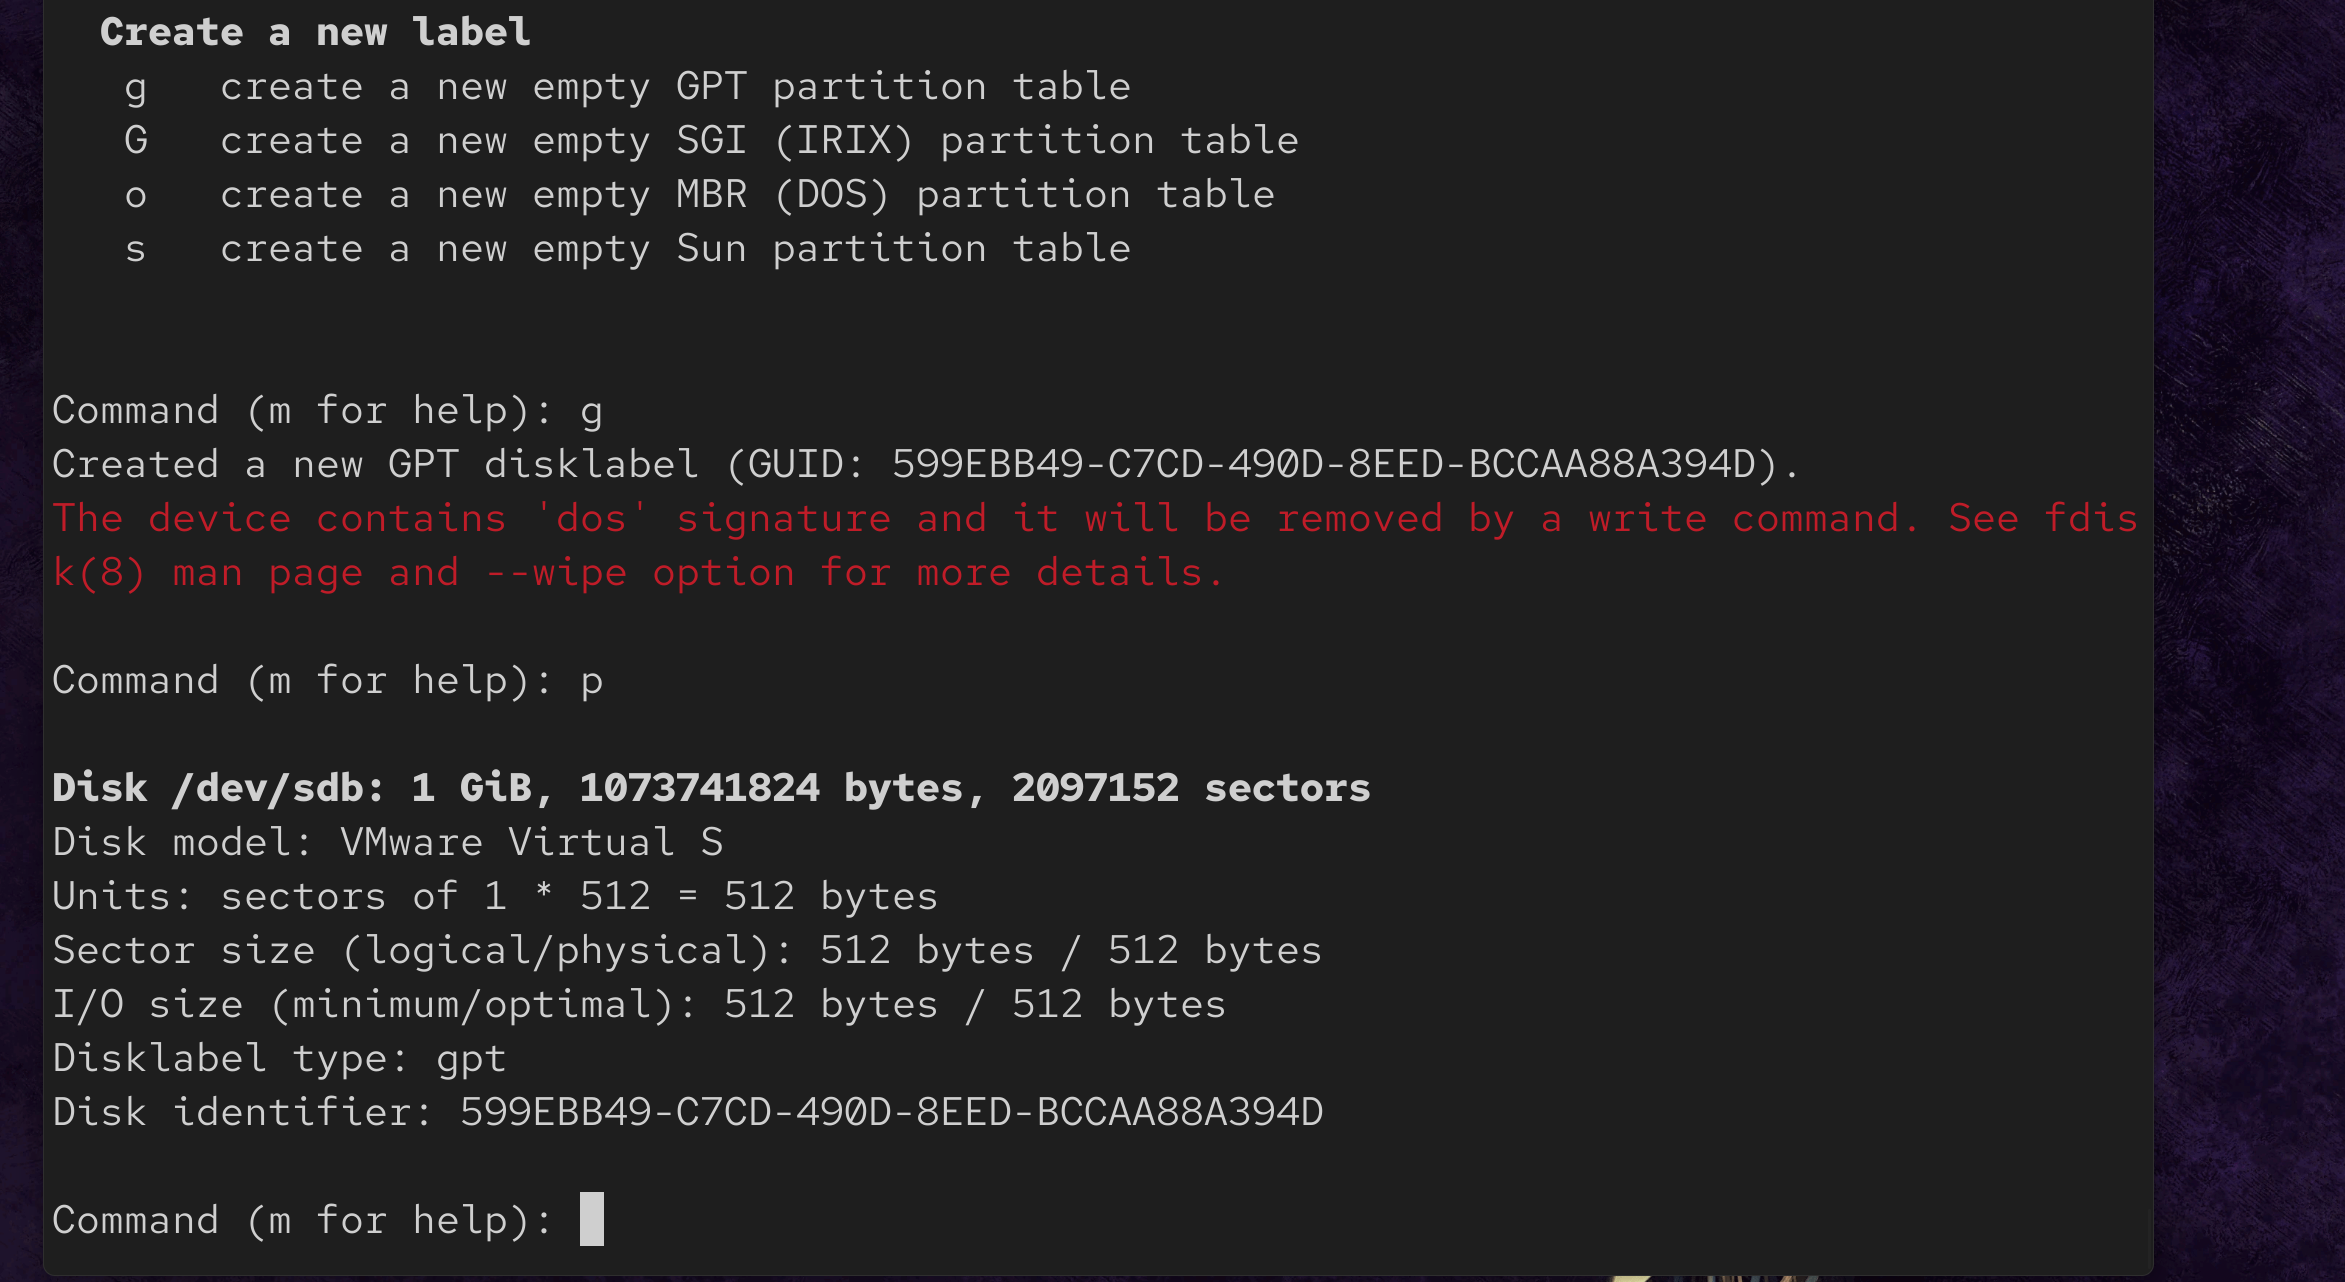 Create a new label
g   create a new empty GPT partition table
G   create a new empty SGI (IRIX) partition table
o   create a new empty MBR (DOS) partition table
s   create a new empty Sun partition table
Command (m for help): g
Created a new GPT disklabel (GUID: 599EBB49-C7CD-490D-8EED-BCCAA88A394D).
The device contains 'dos' signature and it will be removed by a write command. See fdis
k(8) man page and --wipe option for more details.
Command (m for help): p
Disk /dev/sdb: 1 GiB, 1073741824 bytes, 2097152 sectors
Disk model: VMware Virtual S
Units: sectors of 1 * 512 = 512 bytes
Sector size (logical/physical): 512 bytes / 512 bytes
I/O size (minimum/optimal): 512 bytes / 512 bytes
Disklabel type: gpt
Disk identifier: 599EBB49-C7CD-490D-8EED-BCCAA88A394D
Command (m for help):